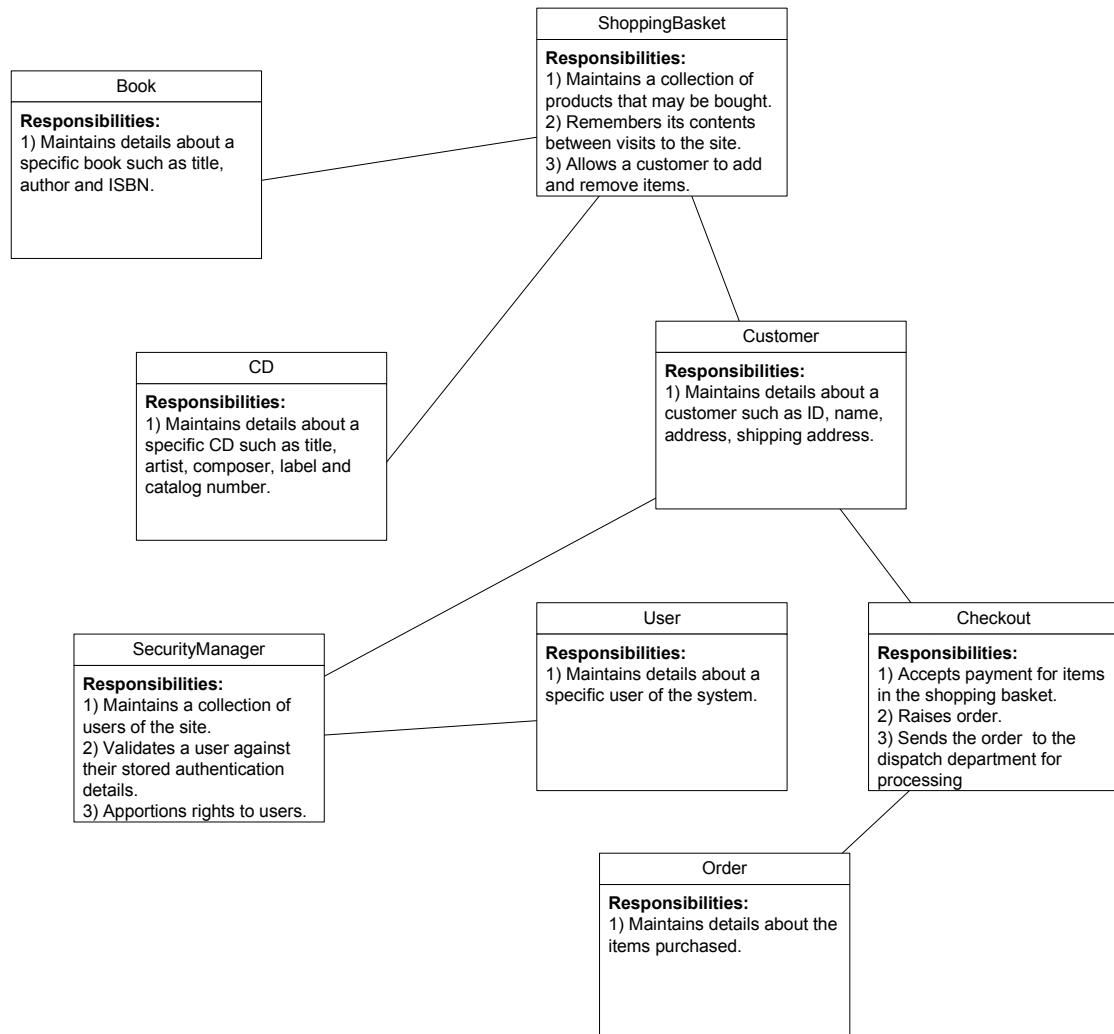 ShoppingBasket
Responsibilities:
1) Maintains a collection of
products that may be bought.
2) Remembers its contents
between visits to the site.
3) Allows a customer to add
and remove items.
Book
Responsibilities:
1) Maintains details about a
specific book such as title,
author and ISBN.
CD
Responsibilities:
1) Maintains details about a
specific CD such as title,
artist, composer, label and
catalog number.
Customer
Responsibilities:
1) Maintains details about a
customer such as ID, name,
address, shipping address.
SecurityManager
Responsibilities:
1) Maintains a collection of
users of the site.
2) Validates a user against
their stored authentication
details.
3) Apportions rights to users.
User
Responsibilities:
1) Maintains details about a
specific user of the system.
Checkout
Responsibilities:
1) Accepts payment for items
in the shopping basket.
2) Raises order.
3) Sends the order to the
dispatch department for
processing
Order
Responsibilities:
1) Maintains details about the
items purchased.